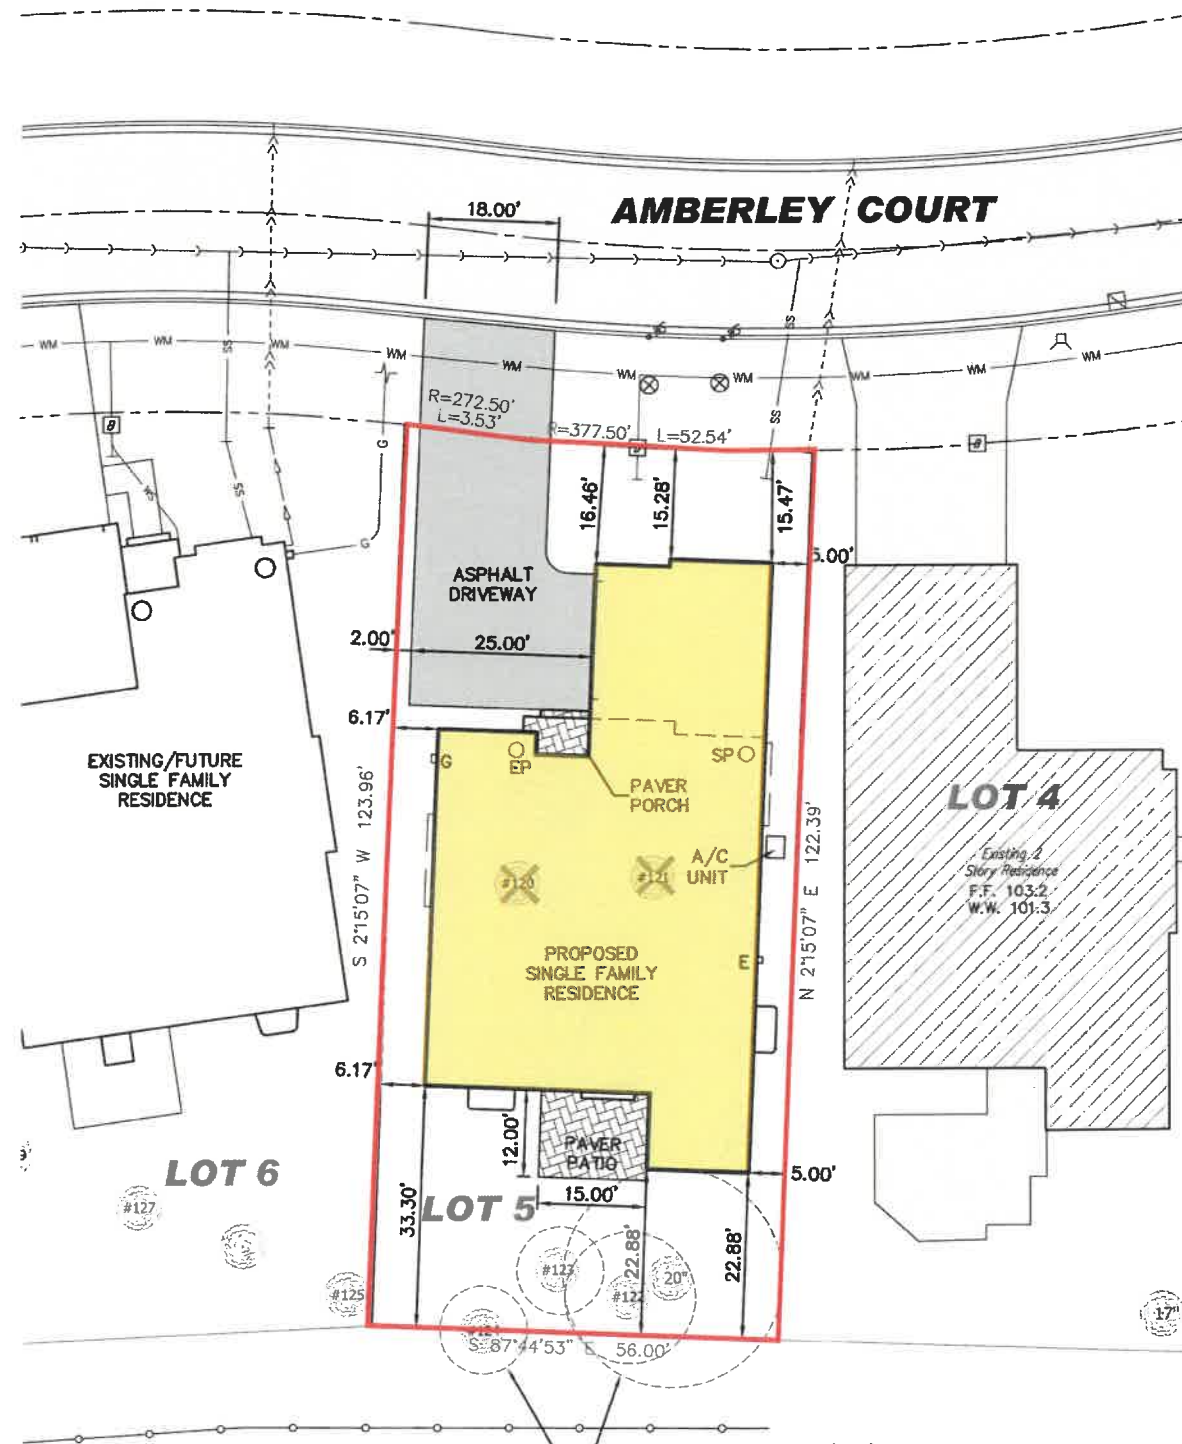 AMBERLEY COURT
18.00'
SS
SS
WM
WM
WM
WM
WM
WM
WM
WM
R=272.50'
L=3.53'
R=377.50'
L=52.54'
SS
G
SS
G
16.46'
15.28'
15.47'
5.00'
ASPHALT
DRIVEWAY
2.00'
25.00'
6.17'
G
EP
SP
PAVER
PORCH
EXISTING/FUTURE
SINGLE FAMILY
RESIDENCE
S 2°15'07" W 123.96'
N 2°15'07" E 122.39'
A/C
UNIT
#120
#121
LOT 4
Existing 2
Story Residence
F.F. 103.2
W.W. 101.3
PROPOSED
SINGLE FAMILY
RESIDENCE
E
6.17'
12.00'
PAVER
PATIO
15.00'
5.00'
LOT 6
LOT 5
33.30'
22.88'
22.88'
#127
#125
#123
#122
20"
17"
S 87°44'53" E 56.00'